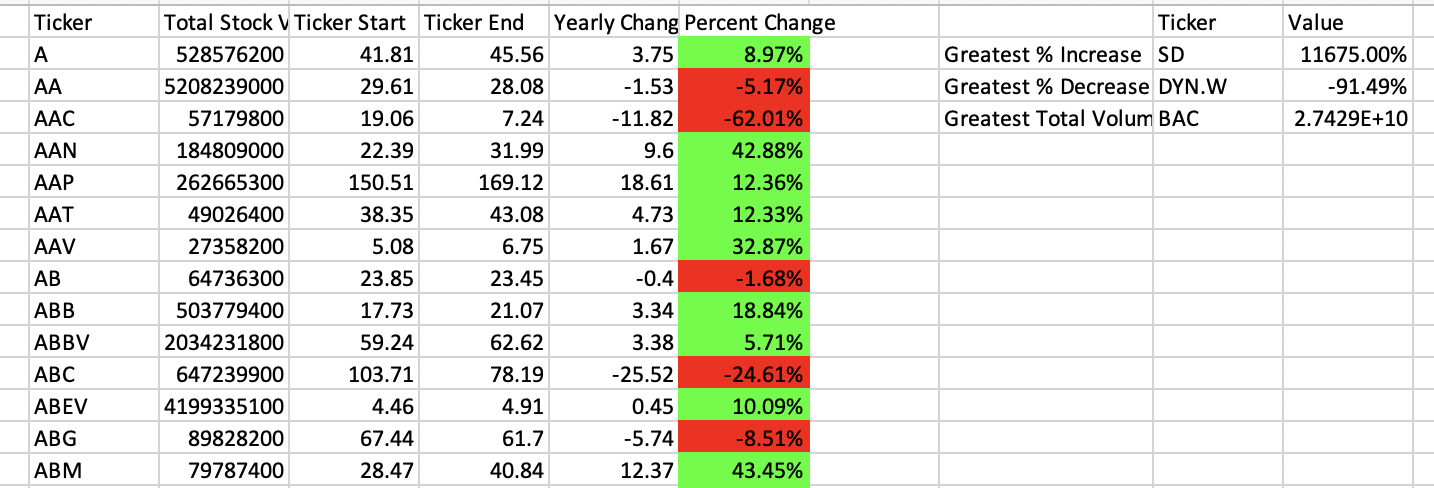 Ticker Total Stock V Ticker Start Ticker End Yearly Chang Percent Change Ticker Value
A 528576200 41.81 45.56 3.75 8.97% Greatest % Increase SD 11675.00%
AA 5208239000 29.61 28.08 -1.53 -5.17% Greatest % Decrease DYN.W -91.49%
AAC 57179800 19.06 7.24 -11.82 -62.01% Greatest Total Volum BAC 2.7429E+10
AAN 184809000 22.39 31.99 9.6 42.88%
AAP 262665300 150.51 169.12 18.61 12.36%
AAT 49026400 38.35 43.08 4.73 12.33%
AAV 27358200 5.08 6.75 1.67 32.87%
AB 64736300 23.85 23.45 -0.4 -1.68%
ABB 503779400 17.73 21.07 3.34 18.84%
ABBV 2034231800 59.24 62.62 3.38 5.71%
ABC 647239900 103.71 78.19 -25.52 -24.61%
ABEV 4199335100 4.46 4.91 0.45 10.09%
ABG 89828200 67.44 61.7 -5.74 -8.51%
ABM 79787400 28.47 40.84 12.37 43.45%